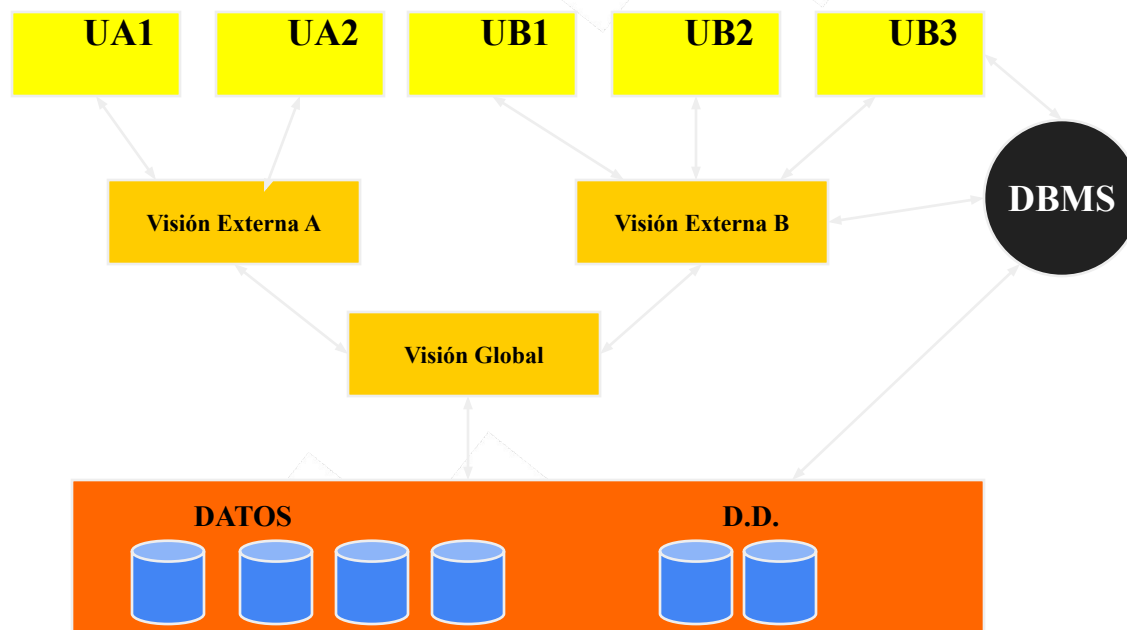 UA1
UA2
UB1
UB2
UB3
DBMS
Visión Externa A
Visión Externa B
Visión Global
DATOS
D.D.